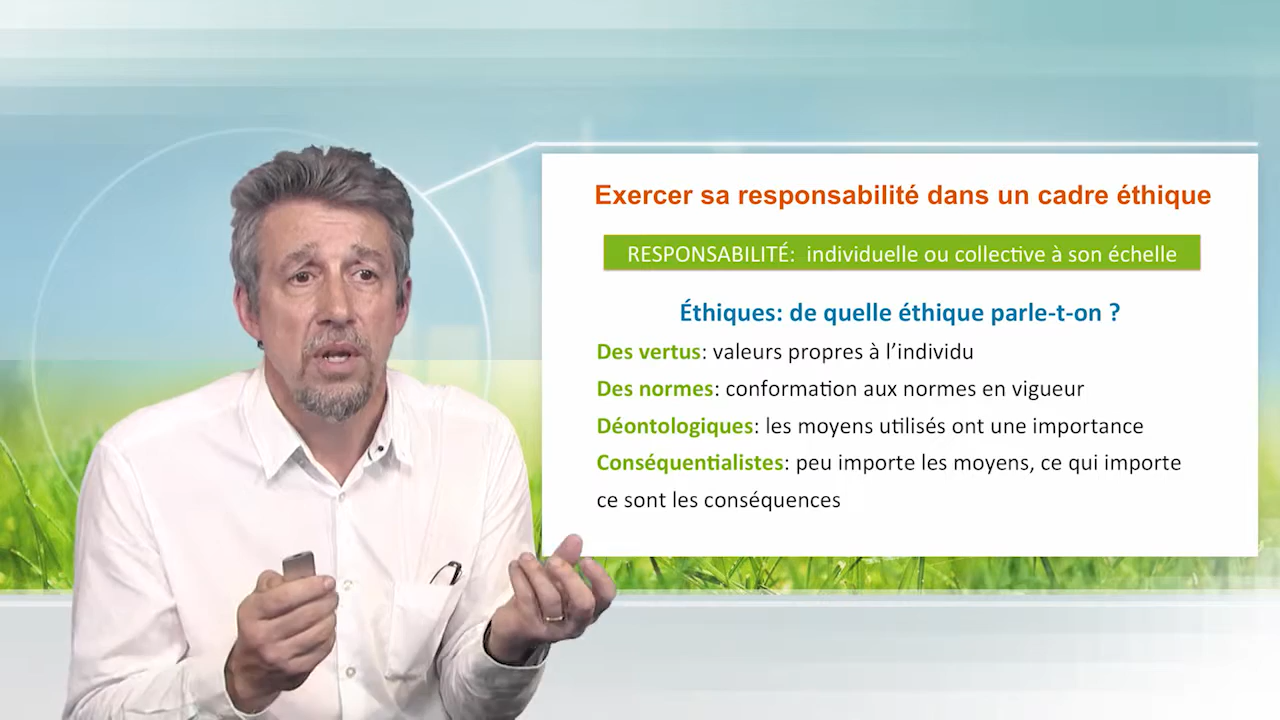 Exercer sa responsabilité dans un cadre éthique
RESPONSABILITÉ: individuelle ou collective à son échelle
Éthiques: de quelle éthique parle-t-on ?
Des vertus: valeurs propres à l’individu
Des normes: conformation aux normes en vigueur
Déontologiques: les moyens utilisés ont une importance
Conséquentialistes: peu importe les moyens, ce qui importe
ce sont les conséquences